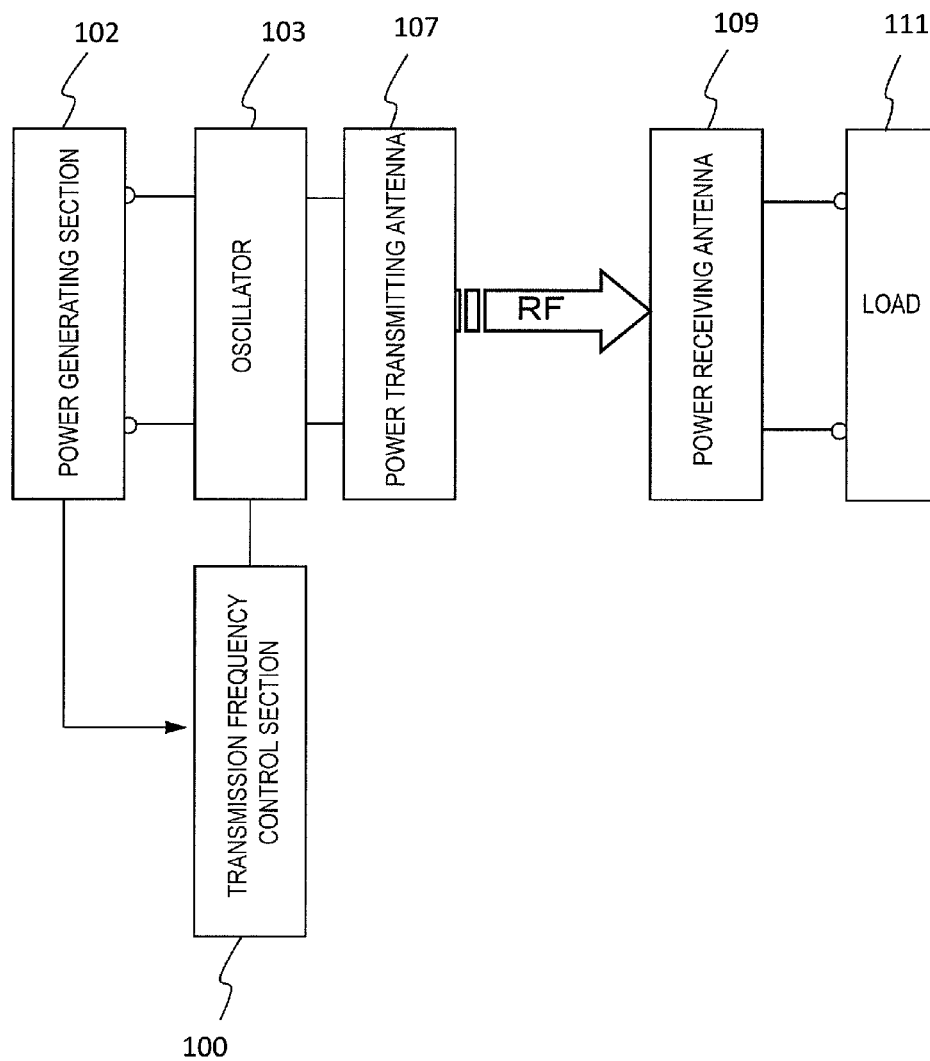 102
103
107
109
111
POWER GENERATING SECTION
OSCILLATOR
POWER TRANSMITTING ANTENNA
RF
POWER RECEIVING ANTENNA
LOAD
TRANSMISSION FREQUENCY
CONTROL SECTION
100